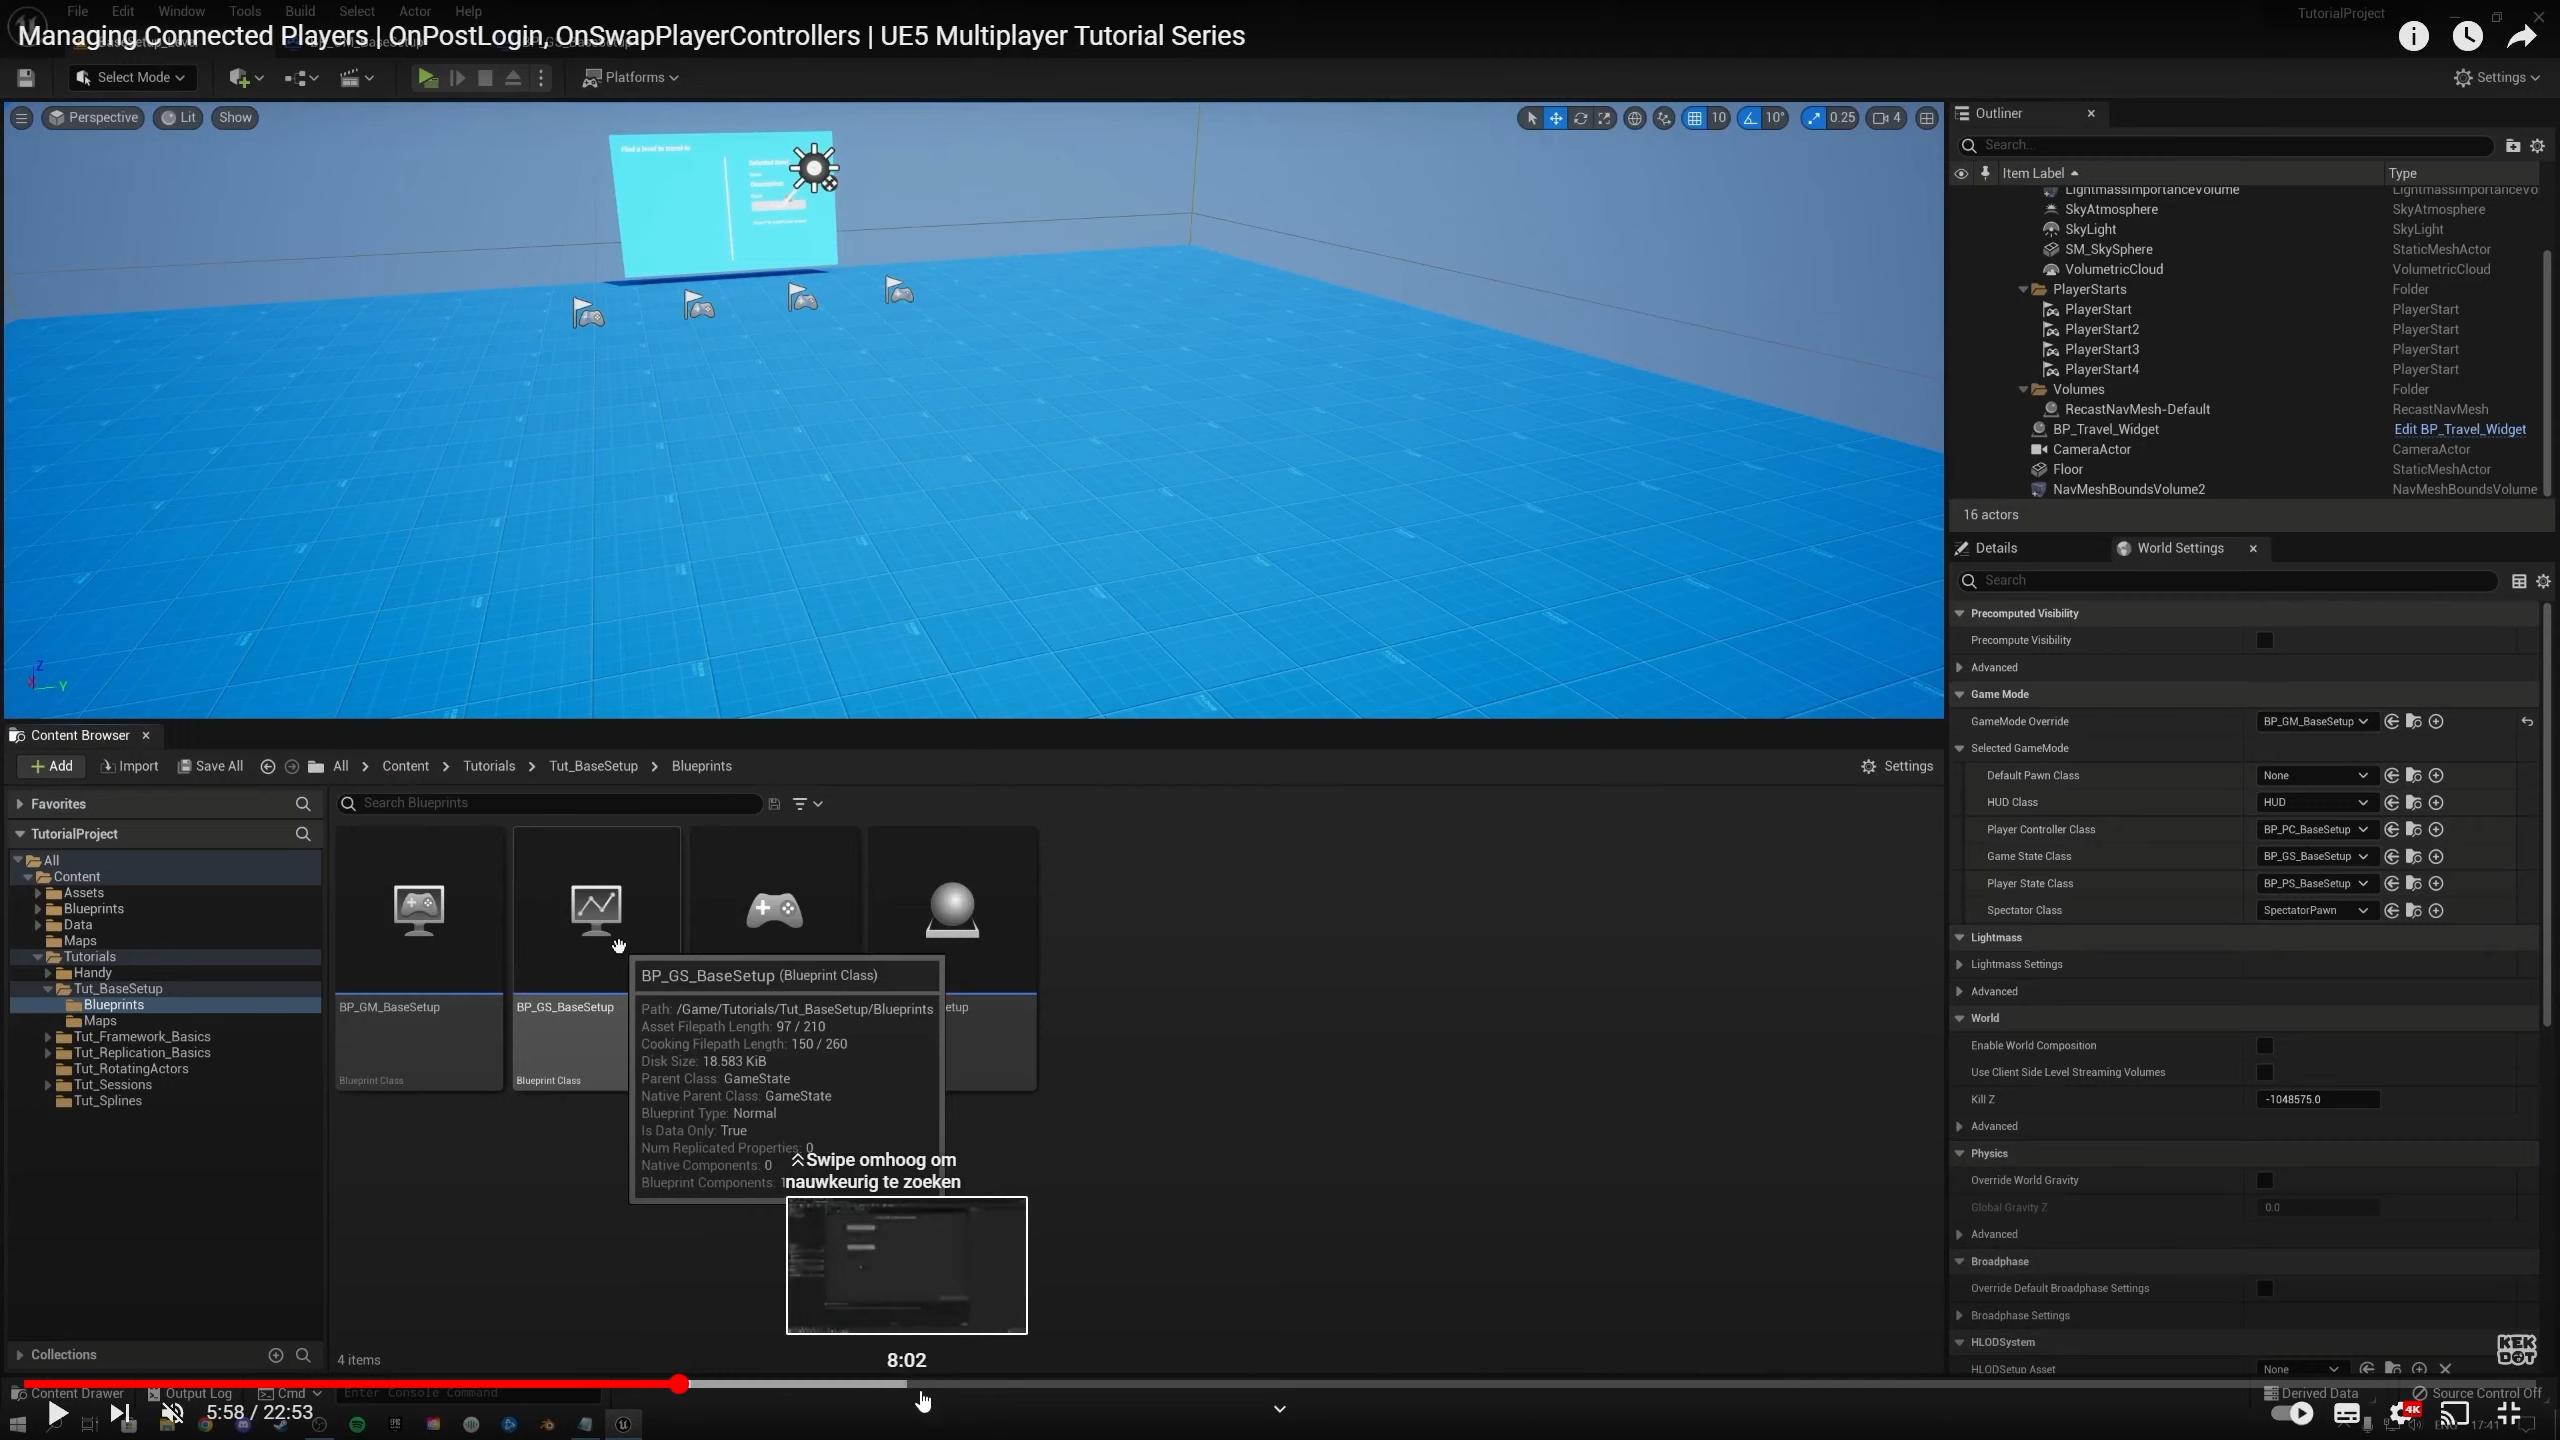 File Edit Window Tools Build Select Actor Help
TutorialProject
Managing Connected Players | OnPostLogin, OnSwapPlayerControllers | UE5 Multiplayer Tutorial Series
Select Mode
Platforms
Settings
Perspective
Lit
Show
10
10°
0.25
4
Outliner
Search...
Item Label
Type
LightmassImportanceVolume LightmassImportanceVo
SkyAtmosphere SkyAtmosphere
SkyLight SkyLight
SM_SkySphere StaticMeshActor
VolumetricCloud VolumetricCloud
PlayerStarts Folder
PlayerStart PlayerStart
PlayerStart2 PlayerStart
PlayerStart3 PlayerStart
PlayerStart4 PlayerStart
Volumes Folder
RecastNavMesh-Default RecastNavMesh
BP_Travel_Widget Edit BP_Travel_Widget
CameraActor CameraActor
Floor StaticMeshActor
NavMeshBoundsVolume2 NavMeshBoundsVolume
16 actors
Details
World Settings
Search
Precomputed Visibility
Precompute Visibility
Advanced
Game Mode
GameMode Override BP_GM_BaseSetup
Selected GameMode
Default Pawn Class None
HUD Class HUD
Player Controller Class BP_PC_BaseSetup
Game State Class BP_GS_BaseSetup
Player State Class BP_PS_BaseSetup
Spectator Class SpectatorPawn
Lightmass
Lightmass Settings
Advanced
World
Enable World Composition
Use Client Side Level Streaming Volumes
Kill Z -1048575.0
Advanced
Physics
Override World Gravity
Global Gravity Z 0.0
Advanced
Broadphase
Override Default Broadphase Settings
Broadphase Settings
HLODSystem
HLODSetup Asset None
KEK
DOT
Z
X
Y
Content Browser
Add
Import
Save All
All
Content
Tutorials
Tut_BaseSetup
Blueprints
Settings
Favorites
TutorialProject
Search Blueprints
All
Content
Assets
Blueprints
Data
Maps
Tutorials
Handy
Tut_BaseSetup
Blueprints
Maps
Tut_Framework_Basics
Tut_Replication_Basics
Tut_RotatingActors
Tut_Sessions
Tut_Splines
Collections
BP_GM_BaseSetup
Blueprint Class
BP_GS_BaseSetup
Blueprint Class
etup
BP_GS_BaseSetup (Blueprint Class)
Path: /Game/Tutorials/Tut_BaseSetup/Blueprints
Asset Filepath Length: 97 / 210
Cooking Filepath Length: 150 / 260
Disk Size: 18.583 KiB
Parent Class: GameState
Native Parent Class: GameState
Blueprint Type: Normal
Is Data Only: True
Num Replicated Properties: 0
Native Components: 0
Blueprint Components: 1
Swipe omhoog om
nauwkeurig te zoeken
4 items
8:02
Content Drawer
Output Log
Cmd
Enter Console Command
Derived Data
Source Control Off
5:58 / 22:53
4K
17:41